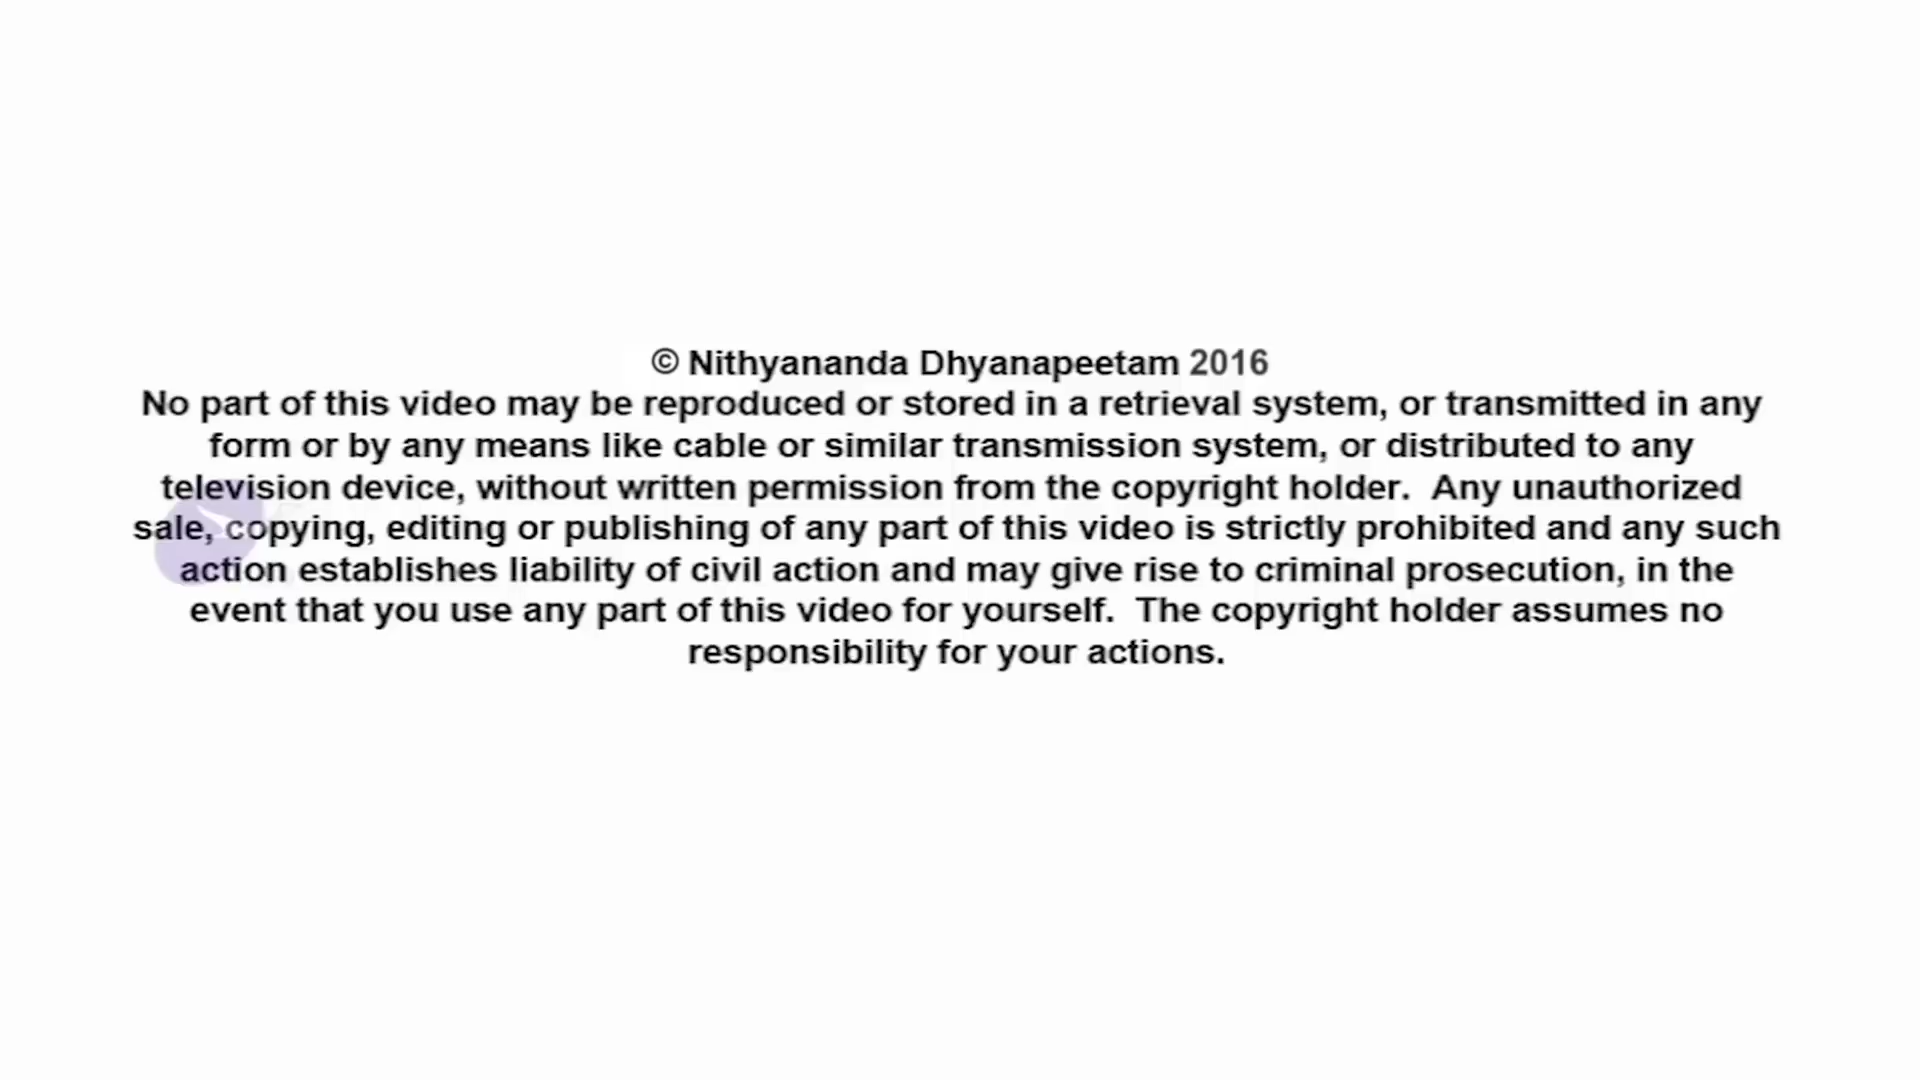 © Nithyananda Dhyanapeetam 2016
No part of this video may be reproduced or stored in a retrieval system, or transmitted in any
form or by any means like cable or similar transmission system, or distributed to any
television device, without written permission from the copyright holder.  Any unauthorized
sale, copying, editing or publishing of any part of this video is strictly prohibited and any such
action establishes liability of civil action and may give rise to criminal prosecution, in the
event that you use any part of this video for yourself.  The copyright holder assumes no
responsibility for your actions.